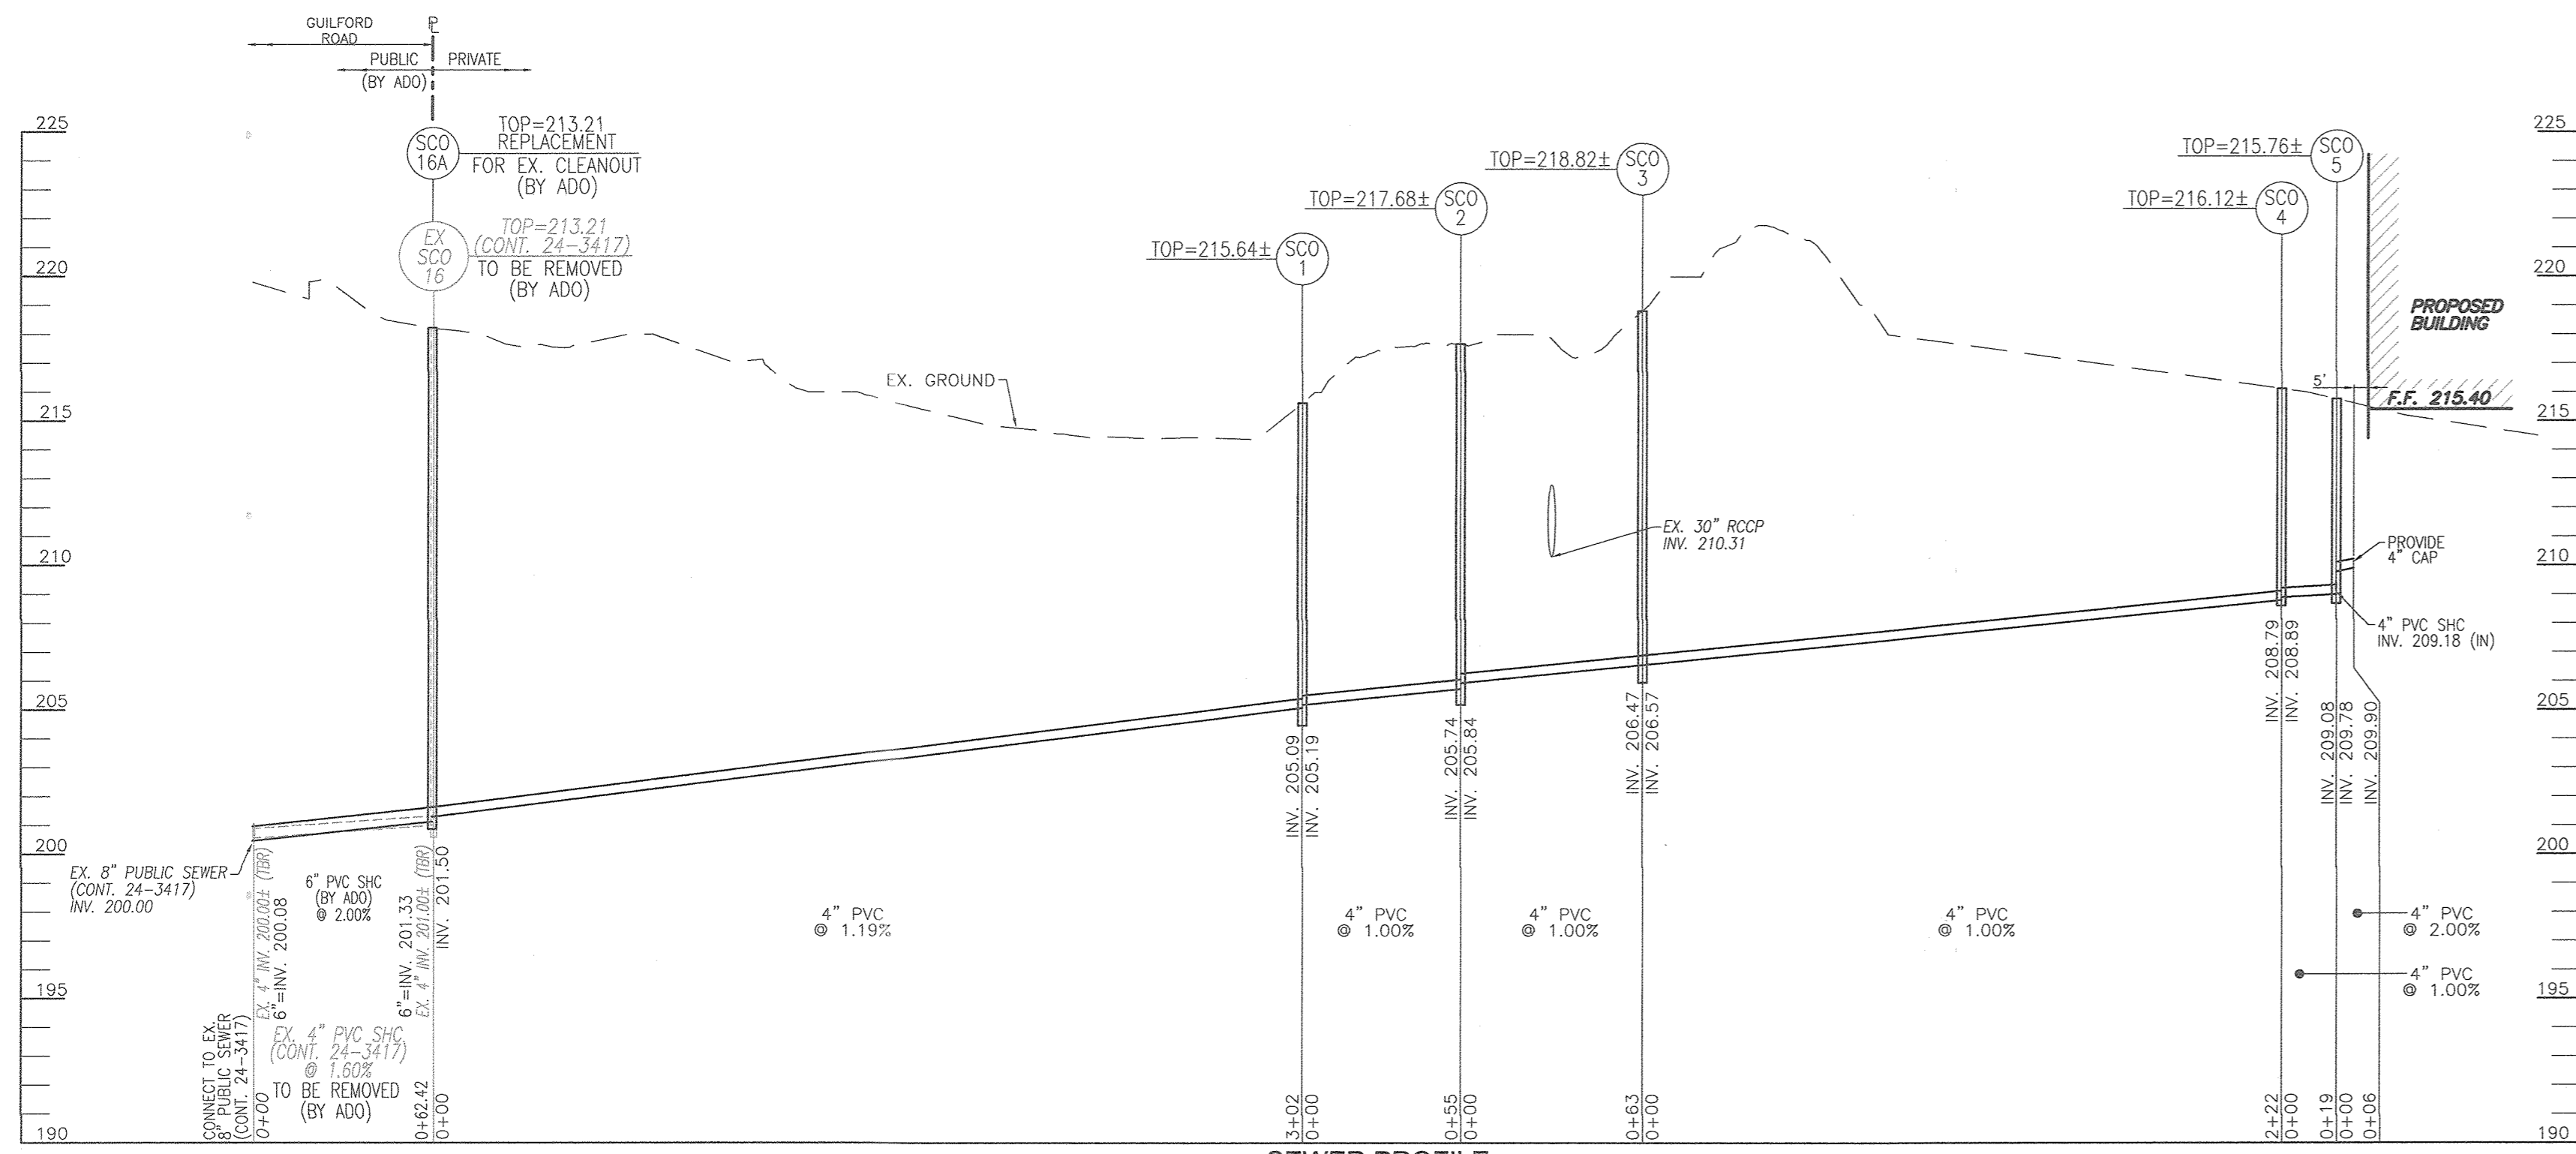 GUILFORD
ROAD
PUBLIC
PRIVATE
(BY ADO)
225
220
215
210
205
200
195
190
SCO
16A
TOP=213.21
REPLACEMENT
FOR EX. CLEANOUT
(BY ADO)
EX
SCO
16
TOP=213.21
(CONT. 24-3417)
TO BE REMOVED
(BY ADO)
EX. GROUND
TOP=215.64±
SCO
1
TOP=217.68±
SCO
2
TOP=218.82±
SCO
3
TOP=216.12±
SCO
4
TOP=215.76±
SCO
5
PROPOSED
BUILDING
5'
F.F. 215.40
EX. 30" RCCP
INV. 210.31
PROVIDE
4" CAP
4" PVC SHC
INV. 209.18 (IN)
EX. 8" PUBLIC SEWER
(CONT. 24-3417)
INV. 200.00
EX. 4" INV. 200.00± (TBR)
6"=INV. 200.08
6" PVC SHC
(BY ADO)
@ 2.00%
6"=INV. 201.33
EX. 4" INV. 201.00± (TBR)
INV. 201.50
EX. 4" PVC SHC
(CONT. 24-3417)
@ 1.60%
TO BE REMOVED
(BY ADO)
CONNECT TO EX.
8" PUBLIC SEWER
(CONT. 24-3417)
0+00
0+62.42
0+00
4" PVC
@ 1.19%
INV. 205.09
INV. 205.19
3+02
0+00
4" PVC
@ 1.00%
INV. 205.74
INV. 205.84
0+55
0+00
4" PVC
@ 1.00%
INV. 206.47
INV. 206.57
0+63
0+00
4" PVC
@ 1.00%
INV. 208.79
INV. 208.89
2+22
0+00
INV. 209.08
INV. 209.78
INV. 209.90
0+19
0+00
0+06
4" PVC
@ 2.00%
4" PVC
@ 1.00%
225
220
215
210
205
200
195
190
SEWER PROFILE